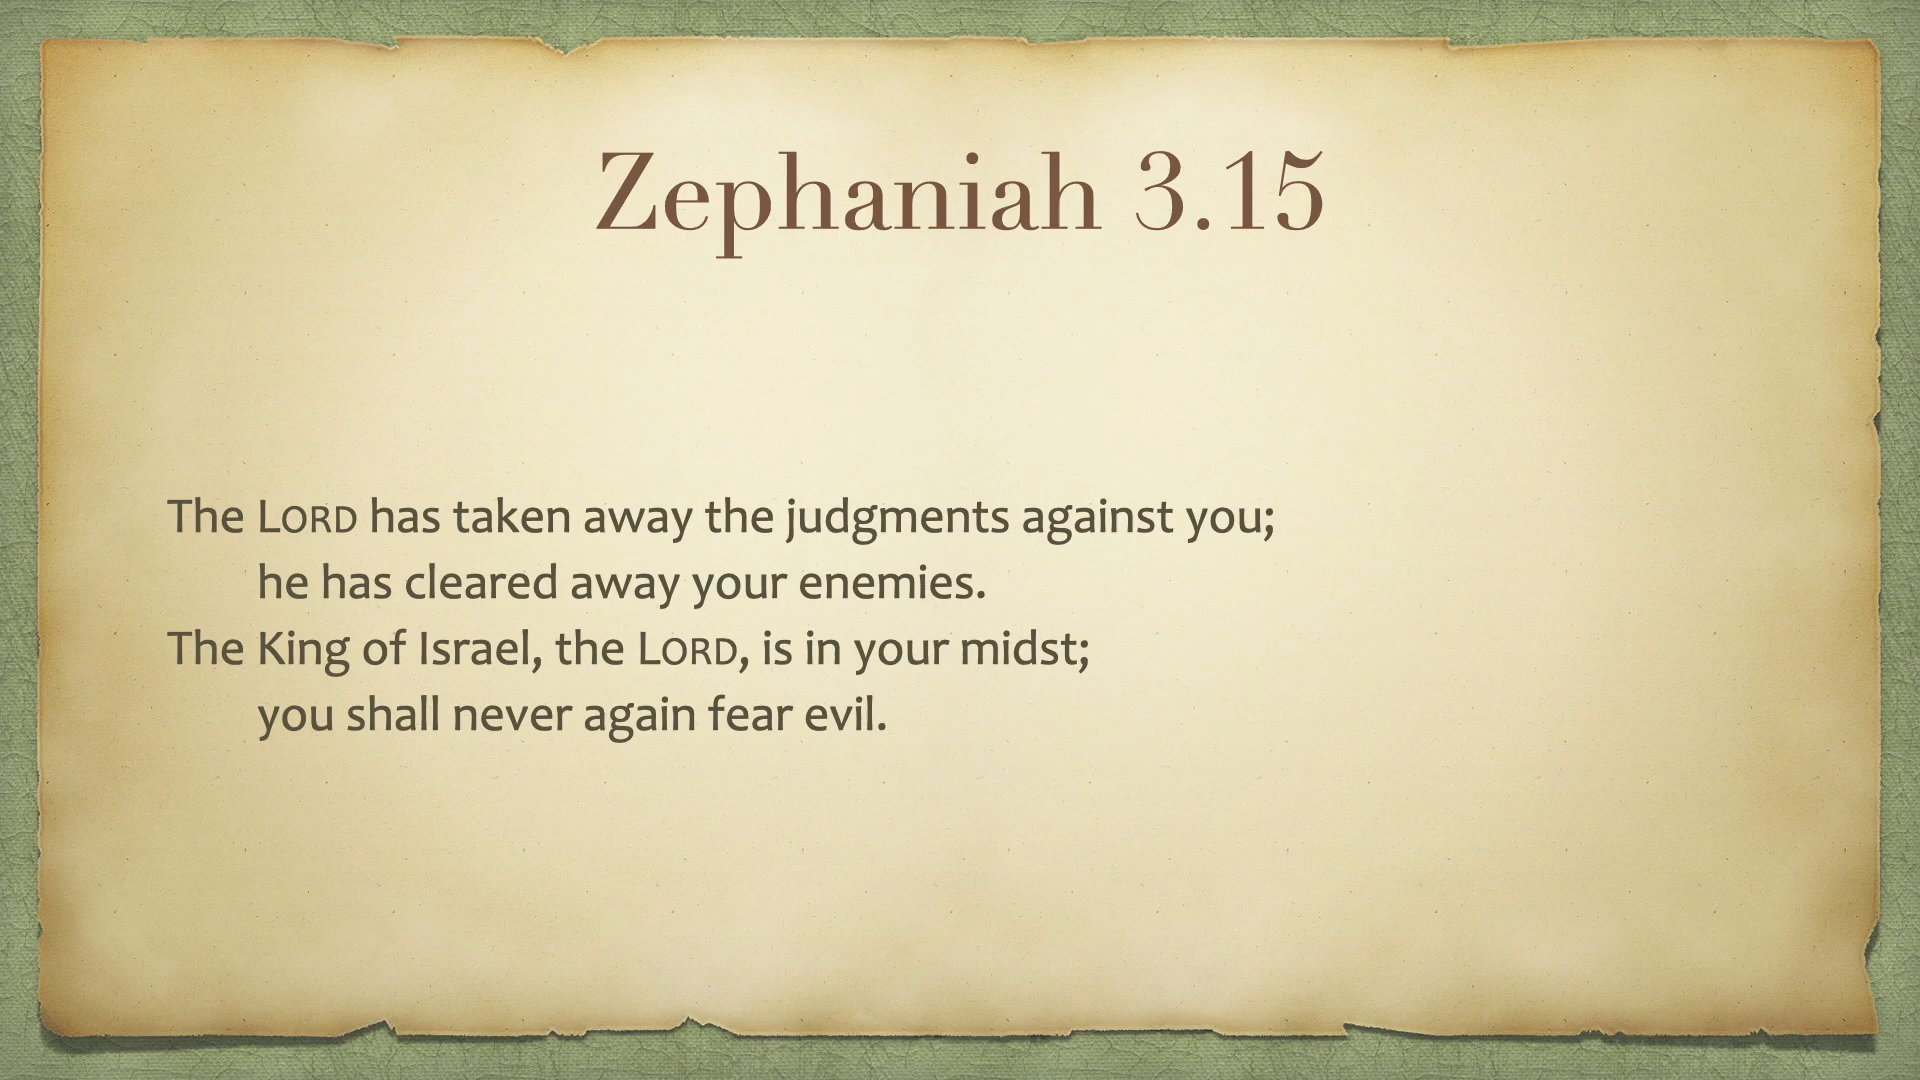 Zephaniah 3.15
The LORD has taken away the judgments against you;
he has cleared away your enemies.
The King of Israel, the LORD, is in your midst;
you shall never again fear evil.